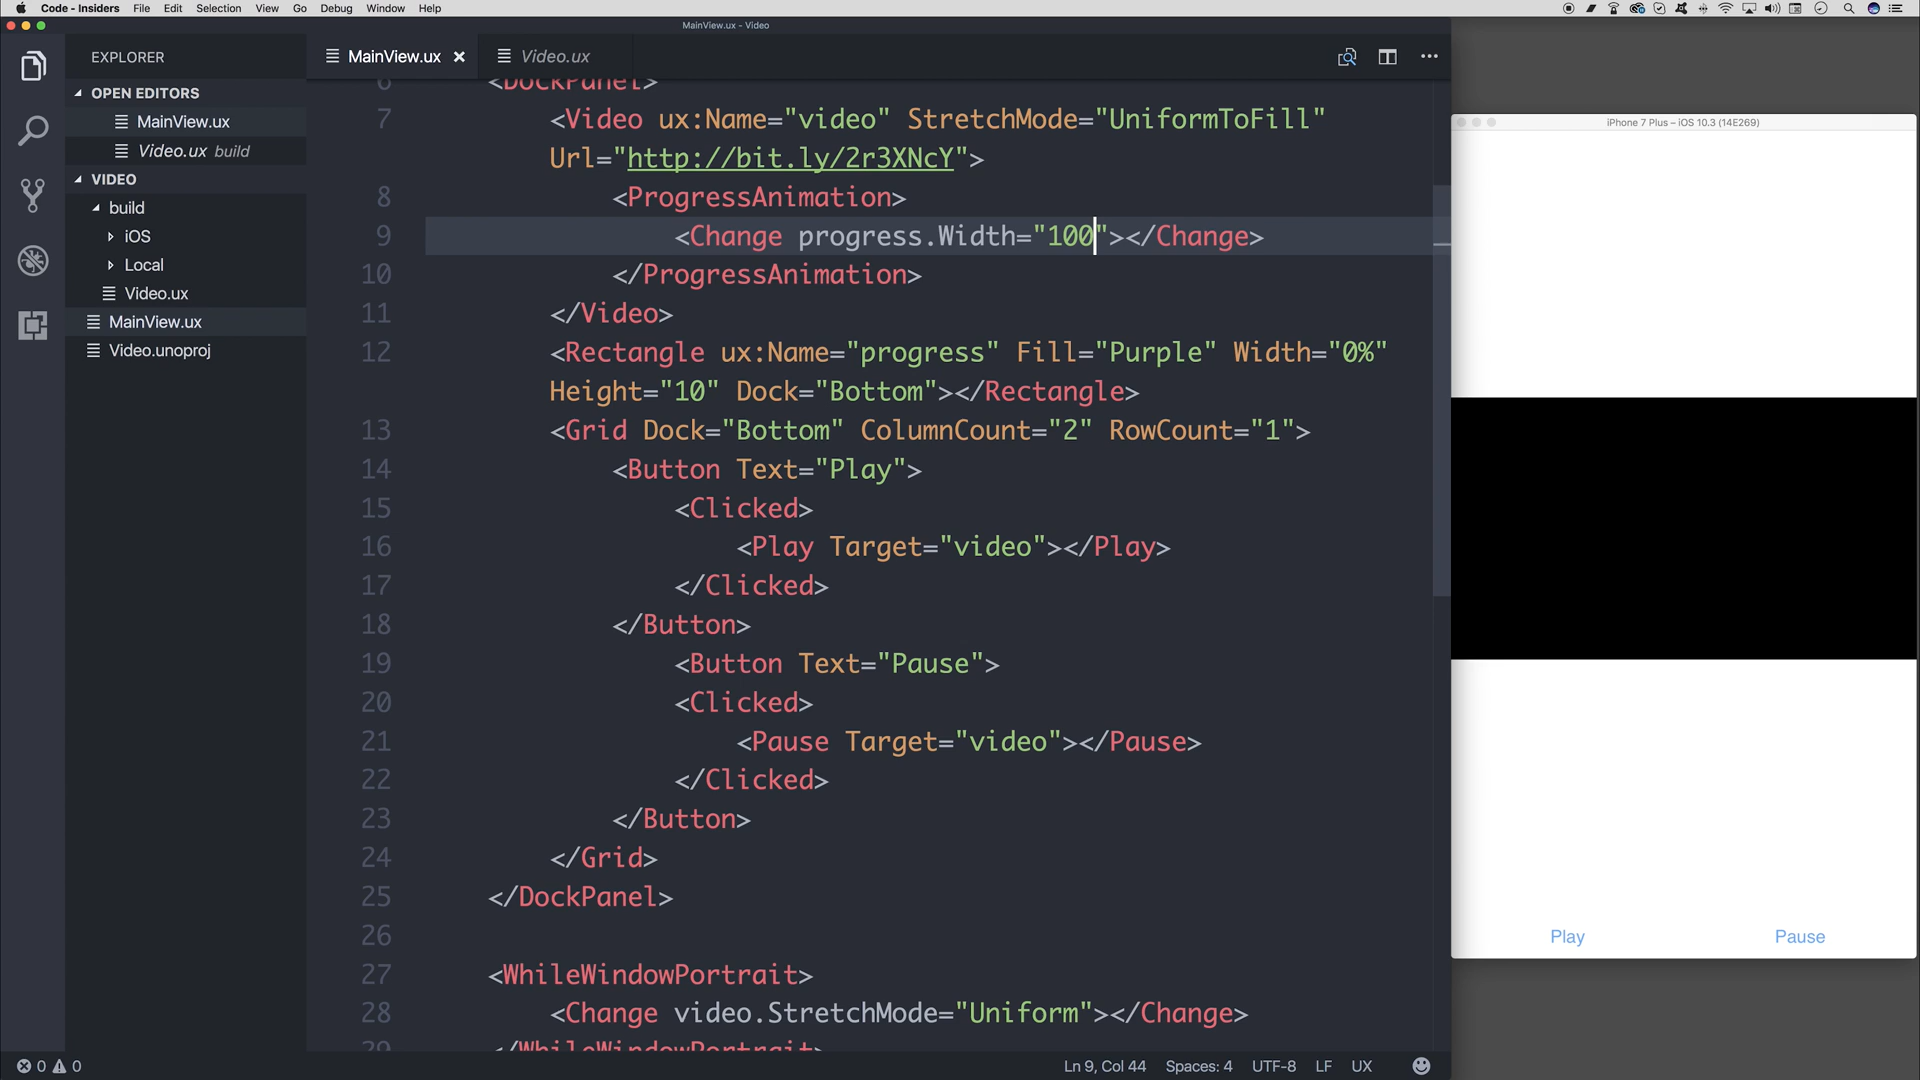 Code - Insiders File Edit Selection View Go Debug Window Help
MainView.ux - Video
EXPLORER
OPEN EDITORS
MainView.ux
Video.ux build
VIDEO
build
iOS
Local
Video.ux
MainView.ux
Video.unoproj
MainView.ux Video.ux
6 <DockPanel>
7 <Video ux:Name="video" StretchMode="UniformToFill"
Url="http://bit.ly/2r3XNcY">
8 <ProgressAnimation>
9 <Change progress.Width="100"></Change>
10 </ProgressAnimation>
11 </Video>
12 <Rectangle ux:Name="progress" Fill="Purple" Width="0%"
Height="10" Dock="Bottom"></Rectangle>
13 <Grid Dock="Bottom" ColumnCount="2" RowCount="1">
14 <Button Text="Play">
15 <Clicked>
16 <Play Target="video"></Play>
17 </Clicked>
18 </Button>
19 <Button Text="Pause">
20 <Clicked>
21 <Pause Target="video"></Pause>
22 </Clicked>
23 </Button>
24 </Grid>
25 </DockPanel>
26
27 <WhileWindowPortrait>
28 <Change video.StretchMode="Uniform"></Change>
29 </WhileWindowPortrait>
iPhone 7 Plus – iOS 10.3 (14E269)
Play Pause
0 0 Ln 9, Col 44 Spaces: 4 UTF-8 LF UX